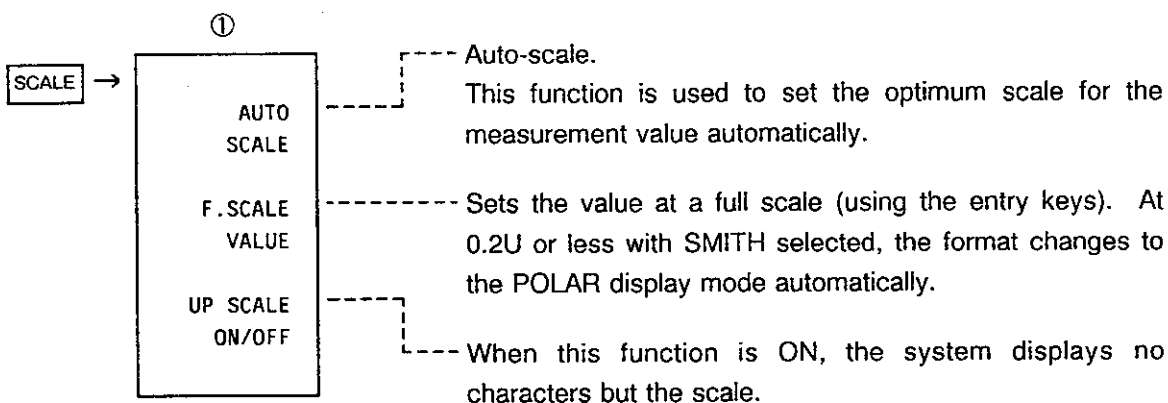 ①
SCALE →
AUTO
SCALE
F.SCALE
VALUE
UP SCALE
ON/OFF
Auto-scale.
This function is used to set the optimum scale for the
measurement value automatically.
Sets the value at a full scale (using the entry keys). At
0.2U or less with SMITH selected, the format changes to
the POLAR display mode automatically.
When this function is ON, the system displays no
characters but the scale.